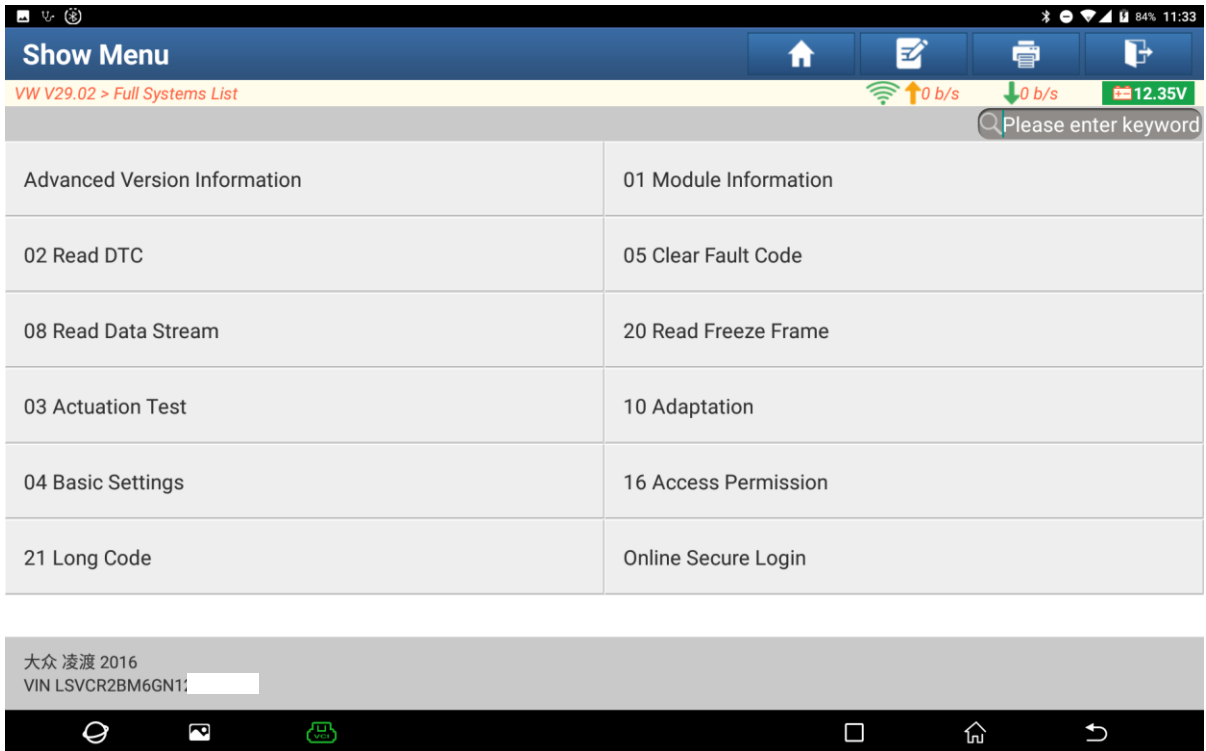 84% 11:33
Show Menu
VW V29.02 > Full Systems List
0 b/s
0 b/s
12.35V
Please enter keyword
Advanced Version Information
01 Module Information
02 Read DTC
05 Clear Fault Code
08 Read Data Stream
20 Read Freeze Frame
03 Actuation Test
10 Adaptation
04 Basic Settings
16 Access Permission
21 Long Code
Online Secure Login
大众 凌渡 2016
VIN LSVCR2BM6GN12
VCI